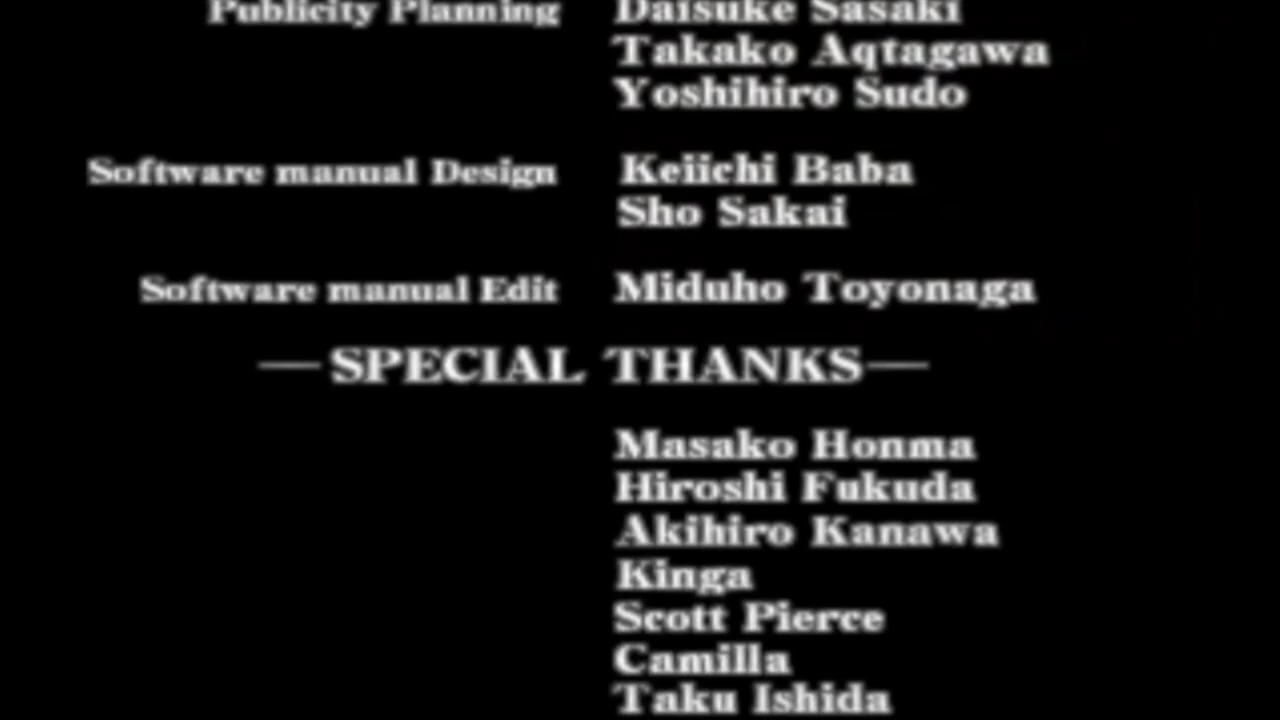 Publicity Planning Daisuke Sasaki
Takako Aqtagawa
Yoshihiro Sudo
Software manual Design Keiichi Baba
Sho Sakai
Software manual Edit Miduho Toyonaga
—SPECIAL THANKS—
Masako Honma
Hiroshi Fukuda
Akihiro Kanawa
Kinga
Scott Pierce
Camilla
Taku Ishida